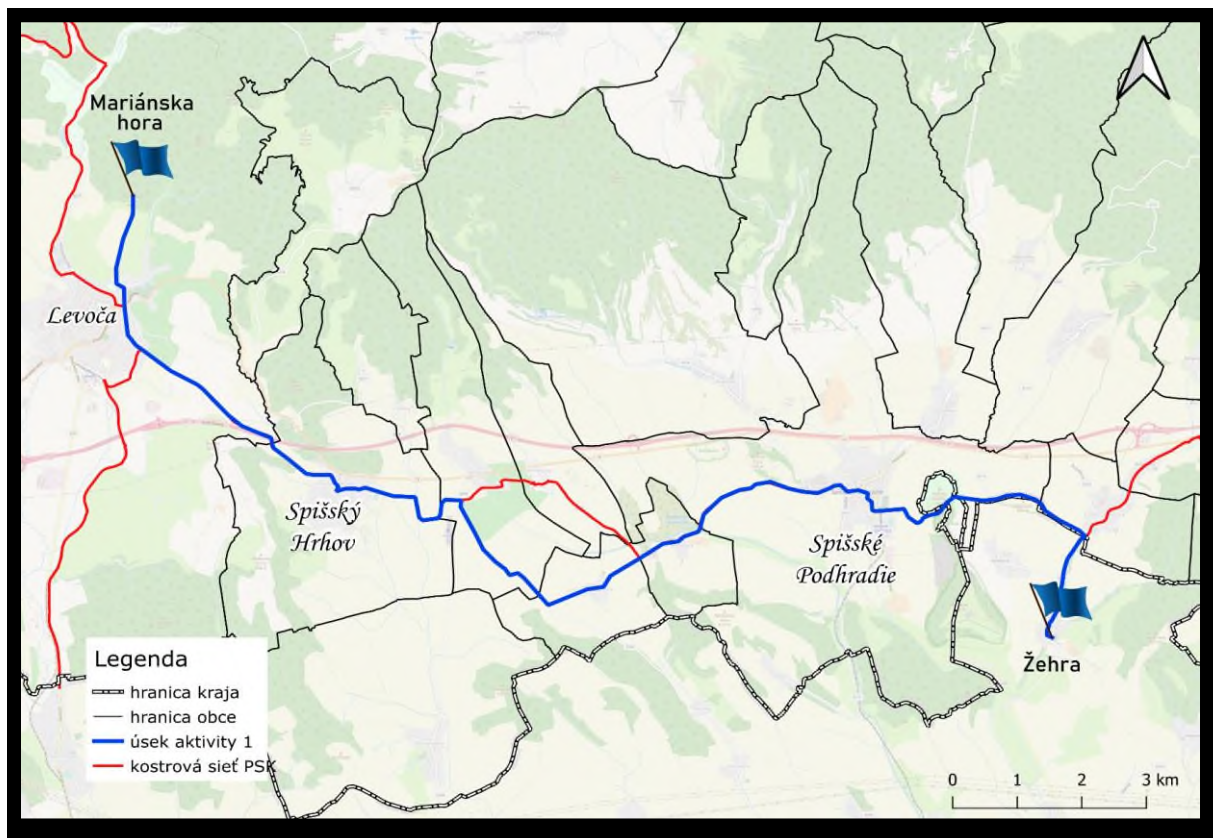 Mariánska
hora
Levoča
Spišský
Hrhov
Spišské
Podhradie
Žehra
Legenda
hranica kraja
hranica obce
úsek aktivity 1
kostrová sieť PSK
0 1 2 3 km